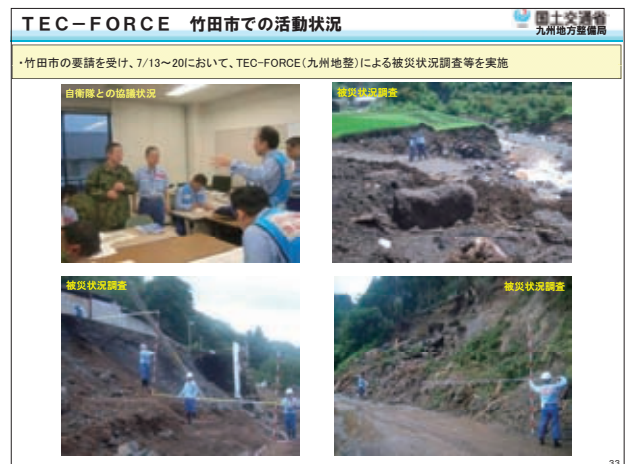 TEC－FORCE　竹田市での活動状況
国土交通省
九州地方整備局
・竹田市の要請を受け、7/13～20において、TEC-FORCE（九州地整）による被災状況調査等を実施
自衛隊との協議状況
被災状況調査
被災状況調査
被災状況調査
33